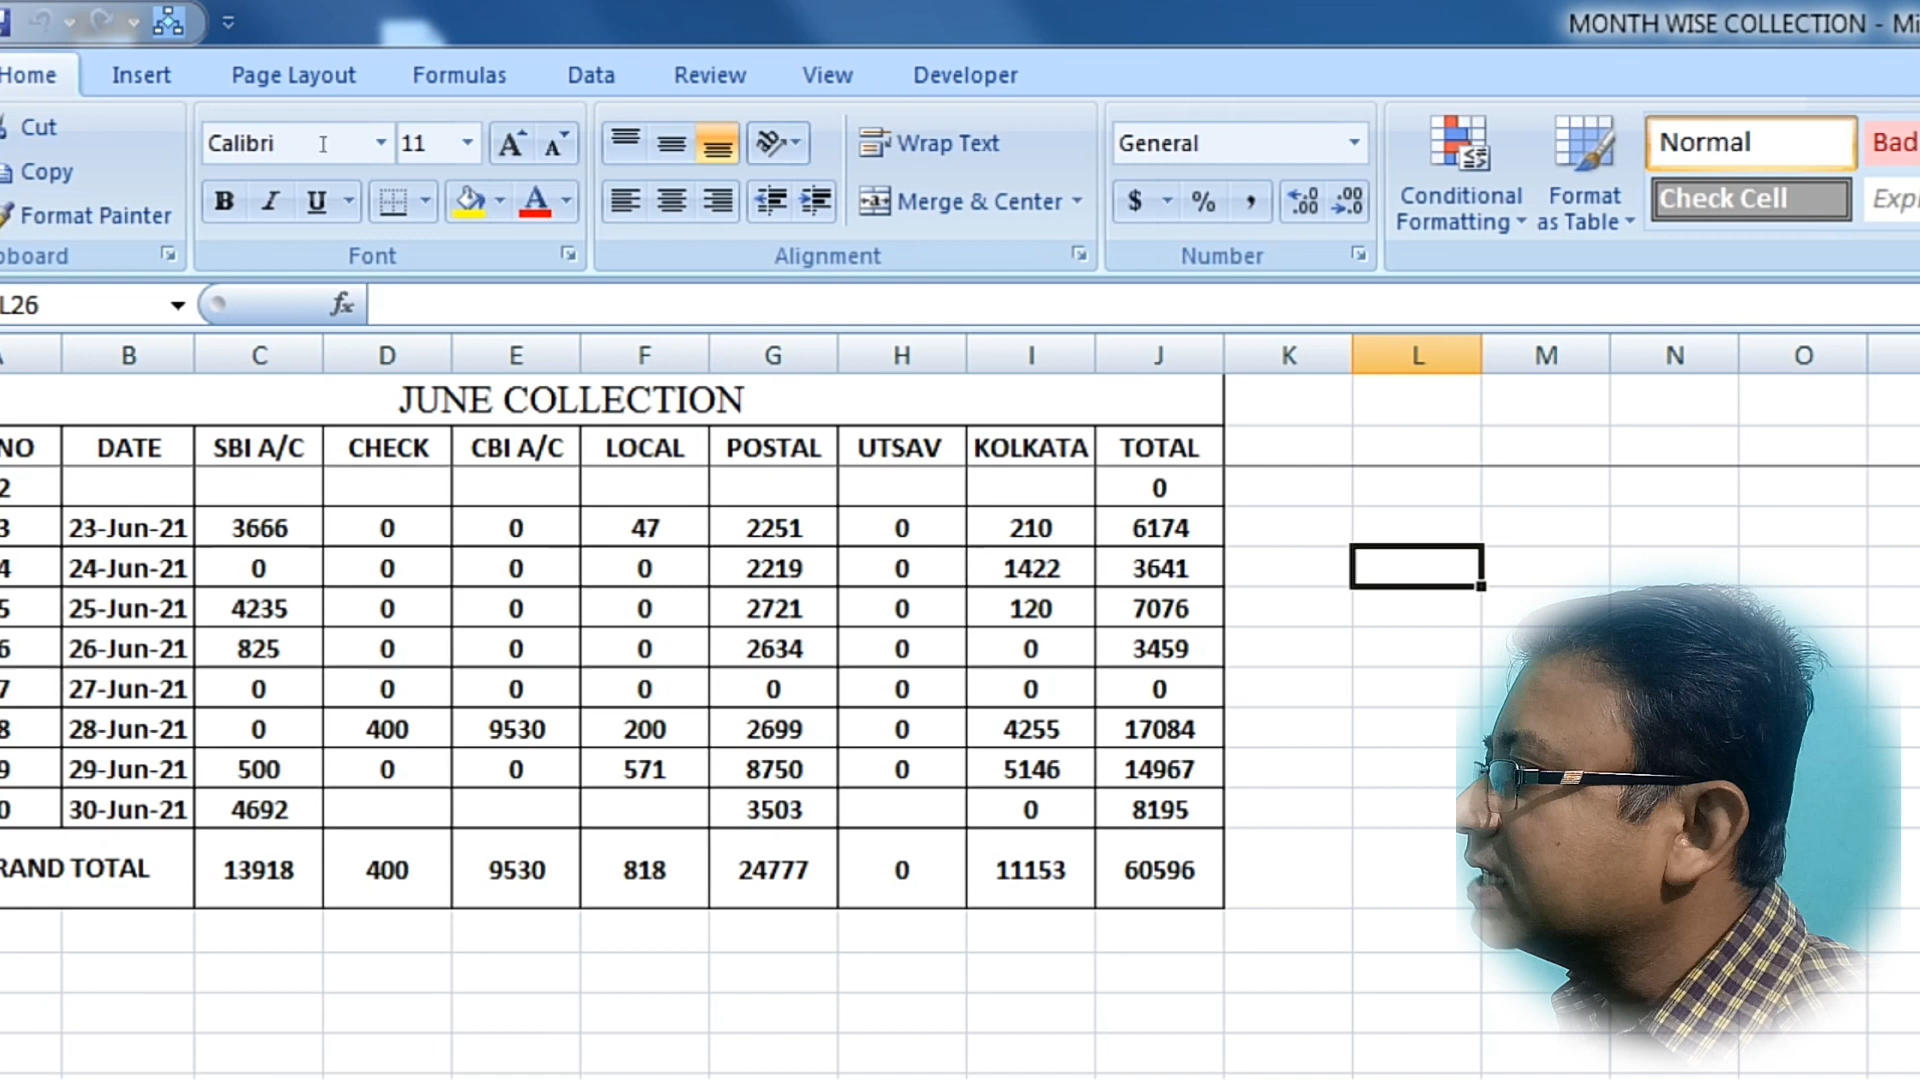 MONTH WISE COLLECTION - Mi
Home Insert Page Layout Formulas Data Review View Developer
Cut
Copy
Format Painter
board
Calibri 11
B I U
Font
Wrap Text
Merge & Center
Alignment
General
$ % ,
Number
Conditional Formatting
Format as Table
Normal Bad
Check Cell Expl
L26 fx
A B C D E F G H I J K L M N O
JUNE COLLECTION
NO DATE SBI A/C CHECK CBI A/C LOCAL POSTAL UTSAV KOLKATA TOTAL
2 0
3 23-Jun-21 3666 0 0 47 2251 0 210 6174
4 24-Jun-21 0 0 0 0 2219 0 1422 3641
5 25-Jun-21 4235 0 0 0 2721 0 120 7076
6 26-Jun-21 825 0 0 0 2634 0 0 3459
7 27-Jun-21 0 0 0 0 0 0 0 0
8 28-Jun-21 0 400 9530 200 2699 0 4255 17084
9 29-Jun-21 500 0 0 571 8750 0 5146 14967
0 30-Jun-21 4692 3503 0 8195
RAND TOTAL 13918 400 9530 818 24777 0 11153 60596